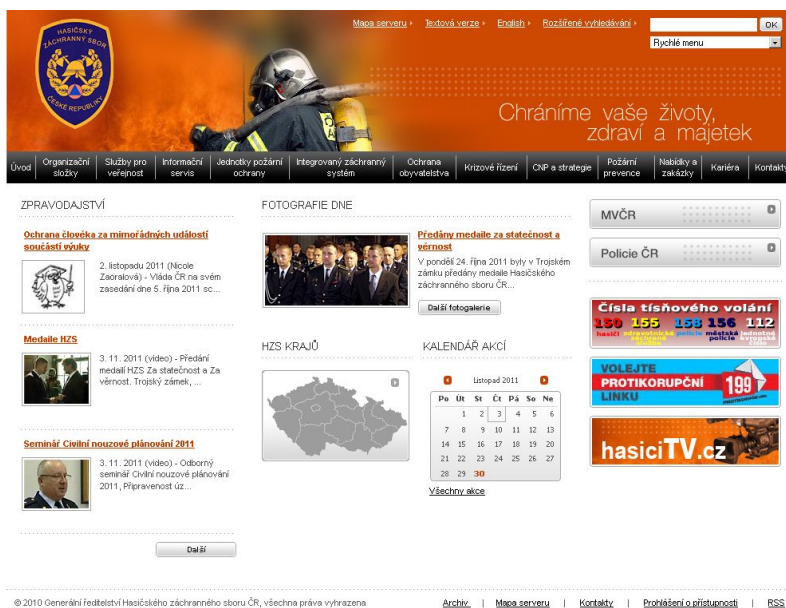 HASIČSKÝ
ZÁCHRANNÝ SBOR
ČESKÉ REPUBLIKY
Mapa serveru
Textová verze
English
Rozšířené vyhledávání
OK
Rychlé menu
Chráníme vaše životy,
zdraví a majetek
Úvod
Organizační
složky
Služby pro
veřejnost
Informační
servis
Jednotky požární
ochrany
Integrovaný záchranný
systém
Ochrana
obyvatelstva
Krizové řízení
CNP a strategie
Požární
prevence
Nabídky a
zakázky
Kariéra
Kontakty
ZPRAVODAJSTVÍ
Ochrana člověka za mimořádných událostí
součástí výuky
2. listopadu 2011 (Nicole
Zaoralová) - Vláda ČR na svém
zasedání dne 5. října 2011 sc...
Medaile HZS
3. 11. 2011 (video) - Předání
medailí HZS Za statečnost a Za
věrnost. Trojský zámek, ...
Seminář Civilní nouzové plánování 2011
3. 11. 2011 (video) - Odborný
seminář Civilní nouzové plánování
2011, Připravenost úz...
Další
FOTOGRAFIE DNE
Předány medaile za statečnost a
věrnost
V pondělí 24. října 2011 byly v Trojském
zámku předány medaile Hasičského
záchranného sboru ČR...
Další fotogalerie
HZS KRAJŮ
KALENDÁŘ AKCÍ
Listopad 2011
Po Út St Čt Pá So Ne
1 2 3 4 5 6
7 8 9 10 11 12 13
14 15 16 17 18 19 20
21 22 23 24 25 26 27
28 29 30
Všechny akce
MVČR
Policie ČR
Čísla tísňového volání
150 155 158 156 112
hasiči zdravotnická záchranná služba policie městská policie jednotné evropské číslo
VOLEJTE
PROTIKORUPČNÍ
LINKU
199
hasiciTV.cz
© 2010 Generální ředitelství Hasičského záchranného sboru ČR, všechna práva vyhrazena
Archiv | Mapa serveru | Kontakty | Prohlášení o přístupnosti | RSS